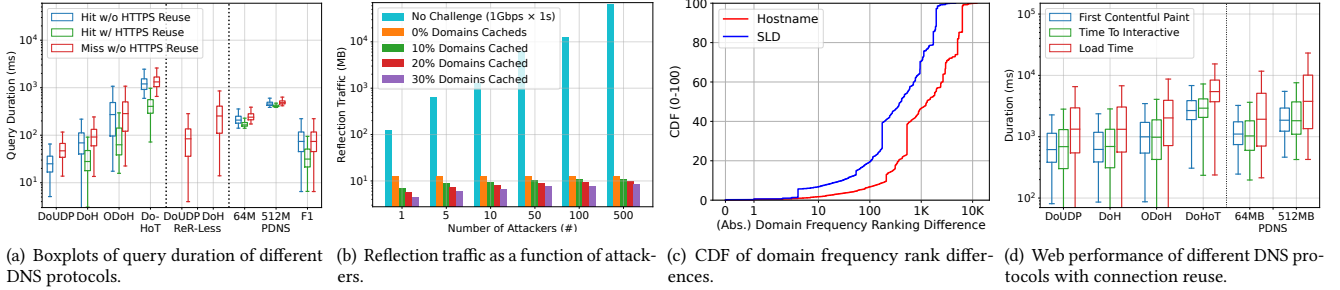 Query Duration (ms)
10⁴
10³
10²
10¹
Hit w/o HTTPS Reuse
Hit w/ HTTPS Reuse
Miss w/o HTTPS Reuse
DoUDP DoH ODoH Do-HoT DoUDP DoH 64M 512M F1
ReR-Less PDNS
(a) Boxplots of query duration of different
DNS protocols.
Reflection Traffic (MB)
10⁴
10³
10²
10¹
No Challenge (1Gbps × 1s)
0% Domains Cacheds
10% Domains Cached
20% Domains Cached
30% Domains Cached
1 5 10 50 100 500
Number of Attackers (#)
(b) Reflection traffic as a function of attack-
ers.
CDF (0-100)
100
80
60
40
20
0
Hostname
SLD
0 1 10 100 1K 10K
(Abs.) Domain Frequency Ranking Difference
(c) CDF of domain frequency rank differ-
ences.
Duration (ms)
10⁵
10⁴
10³
10²
First Contentful Paint
Time To Interactive
Load Time
DoUDP DoH ODoH DoHoT 64MB 512MB
PDNS
(d) Web performance of different DNS pro-
tocols with connection reuse.